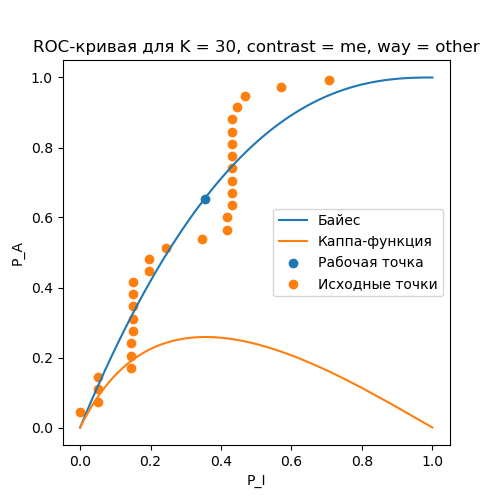 ROC-кривая для K = 30, contrast = me, way = other
P_A
1.0
0.8
0.6
0.4
0.2
0.0
Байес
Каппа-функция
Рабочая точка
Исходные точки
0.0 0.2 0.4 0.6 0.8 1.0
P_I